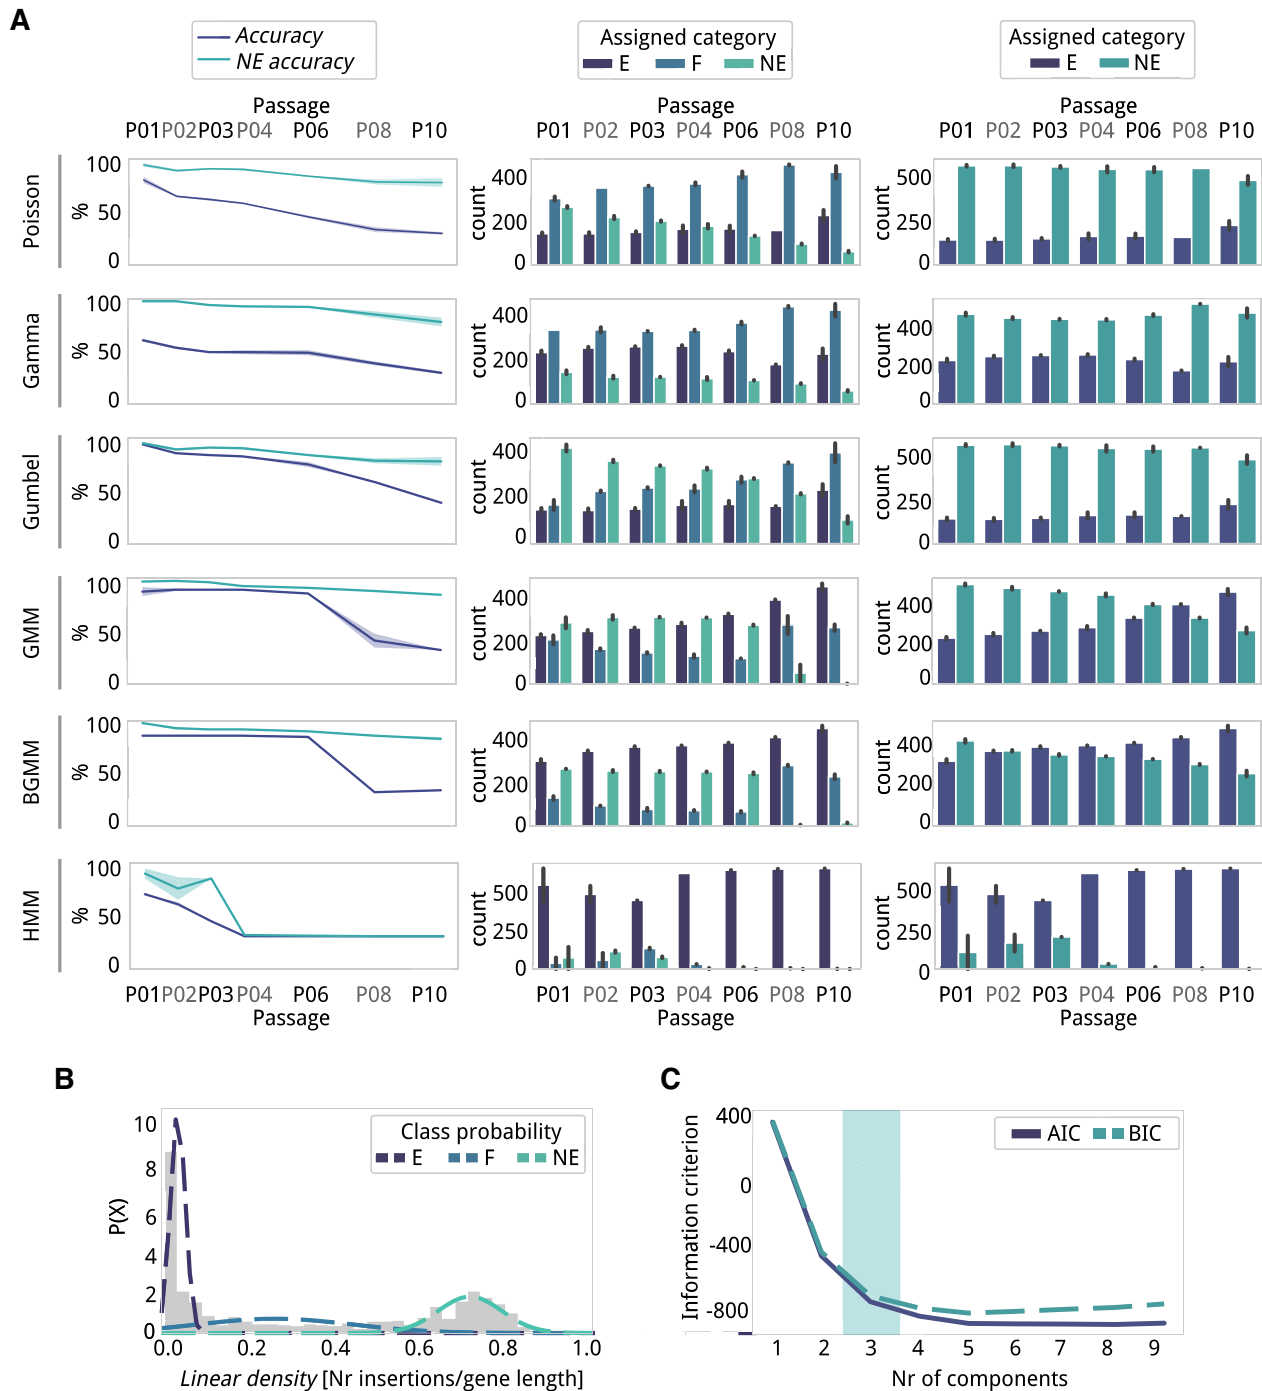 A
Accuracy
NE accuracy
Assigned category
E F NE
Assigned category
E NE
Passage Passage Passage
P01 P02 P03 P04 P06 P08 P10 P01 P02 P03 P04 P06 P08 P10 P01 P02 P03 P04 P06 P08 P10
Poisson
%
100
50
0
count
400
200
0
count
500
250
0
Gamma
%
100
50
0
count
400
200
0
count
400
200
0
Gumbel
%
100
50
0
count
400
200
0
count
500
250
0
GMM
%
100
50
0
count
400
200
0
count
400
200
0
BGMM
%
100
50
0
count
400
200
0
count
400
200
0
HMM
%
100
50
0
count
500
250
0
count
500
250
0
P01 P02 P03 P04 P06 P08 P10 P01 P02 P03 P04 P06 P08 P10 P01 P02 P03 P04 P06 P08 P10
Passage Passage Passage
B
P(X)
10
8
6
4
2
0
Class probability
E F NE
0.0 0.2 0.4 0.6 0.8 1.0
Linear density [Nr insertions/gene length]
C
Information criterion
400
0
-400
-800
AIC BIC
1 2 3 4 5 6 7 8 9
Nr of components